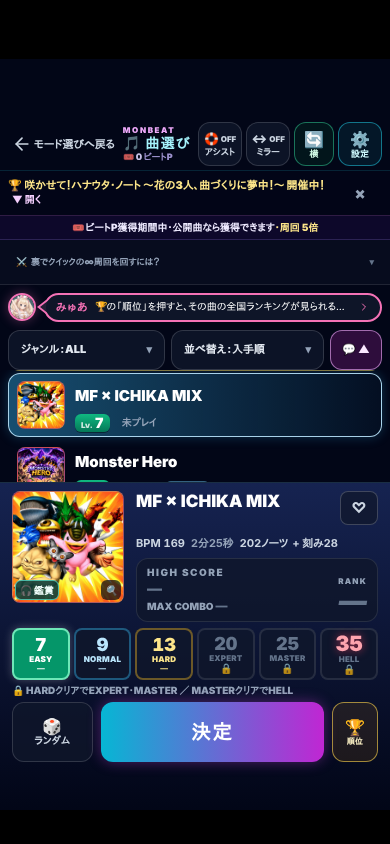 ← モード選びへ戻る
MONBEAT
🎵 曲選び
🎟️0ビートP
🛟 OFF
アシスト
↔ OFF
ミラー
🔄
横
⚙️
設定
🏆 咲かせて!ハナウタ・ノート 〜花の3人、曲づくりに夢中!〜 開催中!
▼ 開く
✖
🎟️ビートP獲得期間中・公開曲なら獲得できます・周回 5倍
⚔️ 裏でクイックの∞周回を回すには? ▼
みゅあ 🏆の「順位」を押すと、その曲の全国ランキングが見られる… ›
ジャンル:ALL ▼
並べ替え:入手順 ▼
💬 ▲
MF × ICHIKA MIX
Lv. 7 未プレイ
MONSTER HERO
Monster Hero
MF × ICHIKA MIX
♡
BPM 169 2分25秒 202ノーツ + 刻み28
🎧 鑑賞
🔍
HIGH SCORE
—
MAX COMBO —
RANK
—
7
EASY
—
9
NORMAL
—
13
HARD
—
20
EXPERT
🔒
25
MASTER
🔒
35
HELL
🔒
🔒 HARDクリアでEXPERT・MASTER ／ MASTERクリアでHELL
🎲
ランダム
決定
🏆
順位